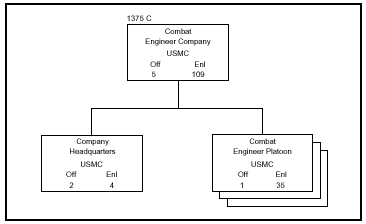 1375 C
Combat
Engineer Company
USMC
Off Enl
5 109
Company
Headquarters
USMC
Off Enl
2 4
Combat
Engineer Platoon
USMC
Off Enl
1 35